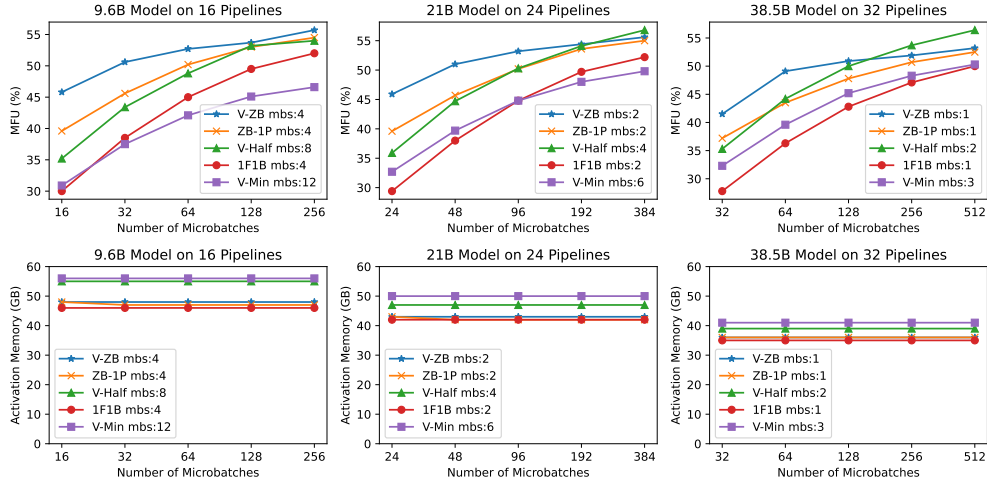 9.6B Model on 16 Pipelines
MFU (%)
55
50
45
40
35
30
V-ZB mbs:4
ZB-1P mbs:4
V-Half mbs:8
1F1B mbs:4
V-Min mbs:12
16 32 64 128 256
Number of Microbatches
21B Model on 24 Pipelines
MFU (%)
55
50
45
40
35
30
V-ZB mbs:2
ZB-1P mbs:2
V-Half mbs:4
1F1B mbs:2
V-Min mbs:6
24 48 96 192 384
Number of Microbatches
38.5B Model on 32 Pipelines
MFU (%)
55
50
45
40
35
30
V-ZB mbs:1
ZB-1P mbs:1
V-Half mbs:2
1F1B mbs:1
V-Min mbs:3
32 64 128 256 512
Number of Microbatches
9.6B Model on 16 Pipelines
Activation Memory (GB)
60
50
40
30
20
10
0
V-ZB mbs:4
ZB-1P mbs:4
V-Half mbs:8
1F1B mbs:4
V-Min mbs:12
16 32 64 128 256
Number of Microbatches
21B Model on 24 Pipelines
Activation Memory (GB)
60
50
40
30
20
10
0
V-ZB mbs:2
ZB-1P mbs:2
V-Half mbs:4
1F1B mbs:2
V-Min mbs:6
24 48 96 192 384
Number of Microbatches
38.5B Model on 32 Pipelines
Activation Memory (GB)
60
50
40
30
20
10
0
V-ZB mbs:1
ZB-1P mbs:1
V-Half mbs:2
1F1B mbs:1
V-Min mbs:3
32 64 128 256 512
Number of Microbatches